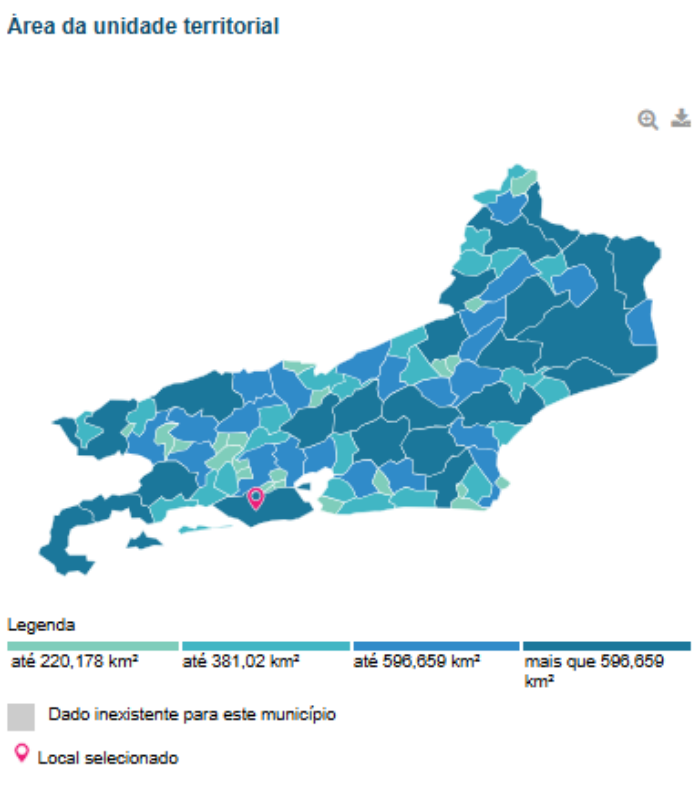 Área da unidade territorial
Legenda
até 220,178 km²
até 381,02 km²
até 596,659 km²
mais que 596,659
km²
Dado inexistente para este município
Local selecionado